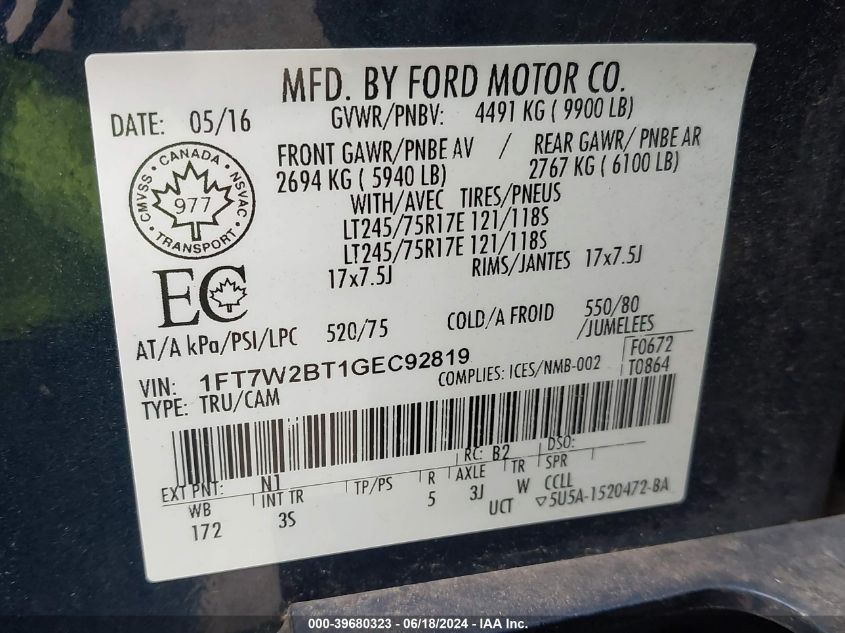 MFD. BY FORD MOTOR CO.
DATE: 05/16
GVWR/PNBV: 4491 KG ( 9900 LB)
FRONT GAWR/PNBE AV / REAR GAWR/ PNBE AR
2694 KG ( 5940 LB) 2767 KG ( 6100 LB)
WITH/AVEC TIRES/PNEUS
LT245/75R17E 121/118S
LT245/75R17E 121/118S
17x7.5J RIMS/JANTES 17x7.5J
CANADA
CMVSS NSVAC
977
TRANSPORT
EC
AT/A kPa/PSI/LPC 520/75 COLD/A FROID 550/80
/JUMELEES
VIN: 1FT7W2BT1GEC92819
COMPLIES: ICES/NMB-002
F0672
T0864
TYPE: TRU/CAM
RC: B2 DSO:
EXT PNT: N1
WB INT TR TP/PS R AXLE TR SPR
172 3S 5 3J W CCLL
UCT 5U5A-1520472-BA
000-39680323 - 06/18/2024 - IAA Inc.